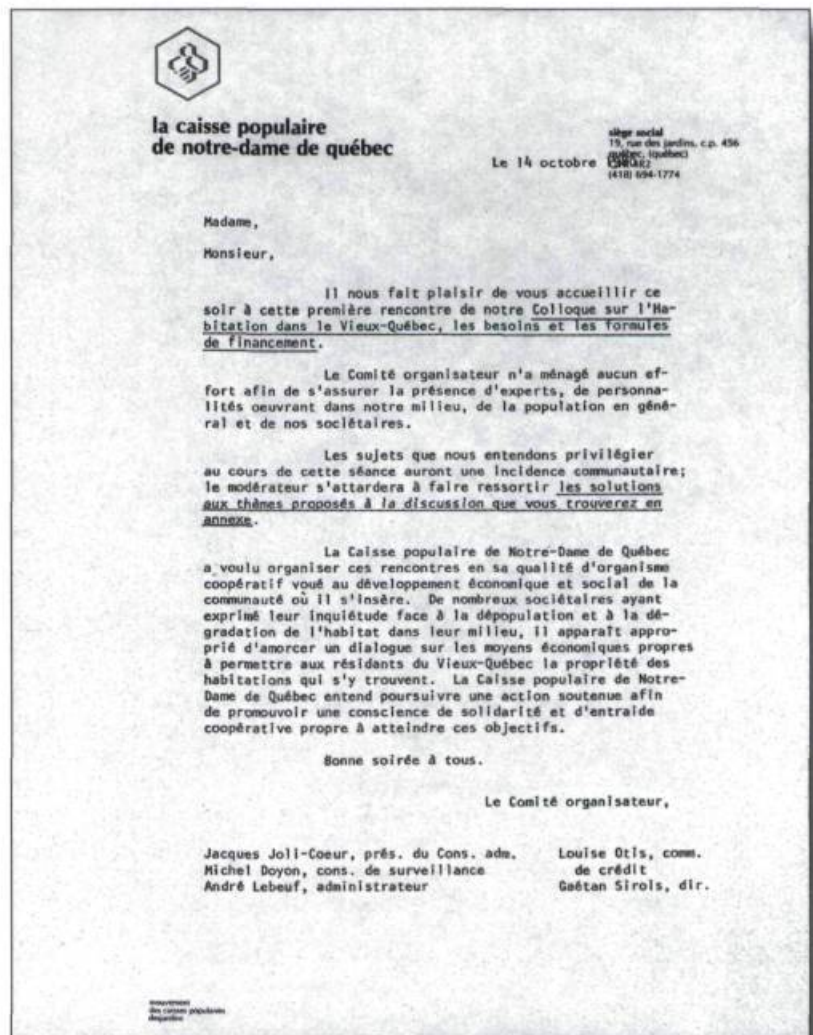 la caisse populaire
de notre-dame de québec
siège social
19, rue des jardins, c.p. 456
québec, (québec)
(418) 694-1774
Le 14 octobre
Madame,
Monsieur,
Il nous fait plaisir de vous accueillir ce
soir à cette première rencontre de notre Colloque sur l'Ha-
bitation dans le Vieux-Québec, les besoins et les formules
de financement.
Le Comité organisateur n'a ménagé aucun ef-
fort afin de s'assurer la présence d'experts, de personna-
lités oeuvrant dans notre milieu, de la population en géné-
ral et de nos sociétaires.
Les sujets que nous entendons privilégier
au cours de cette séance auront une incidence communautaire;
le modérateur s'attardera à faire ressortir les solutions
aux thèmes proposés à la discussion que vous trouverez en
annexe.
La Caisse populaire de Notre-Dame de Québec
a voulu organiser ces rencontres en sa qualité d'organisme
coopératif voué au développement économique et social de la
communauté où il s'insère. De nombreux sociétaires ayant
exprimé leur inquiétude face à la dépopulation et à la dé-
gradation de l'habitat dans leur milieu, il apparaît appro-
prié d'amorcer un dialogue sur les moyens économiques propres
à permettre aux résidants du Vieux-Québec la propriété des
habitations qui s'y trouvent. La Caisse populaire de Notre-
Dame de Québec entend poursuivre une action soutenue afin
de promouvoir une conscience de solidarité et d'entraide
coopérative propre à atteindre ces objectifs.
Bonne soirée à tous.
Le Comité organisateur,
Jacques Joli-Coeur, prés. du Cons. adm.
Michel Doyon, cons. de surveillance
André Lebeuf, administrateur
Louise Otis, comm.
de crédit
Gaétan Sirois, dir.
mouvement
des caisses populaires
desjardins